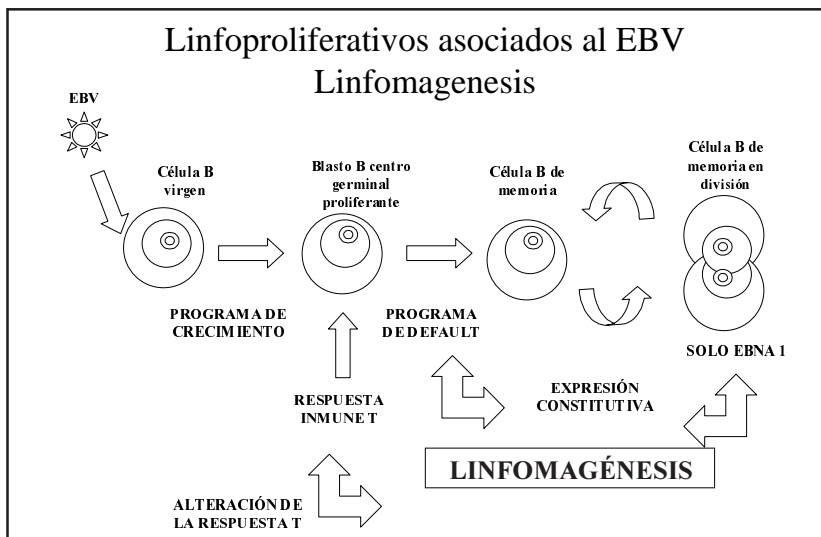 Linfoproliferativos asociados al EBV
Linfomagenesis
EBV
Célula B
virgen
Blasto B centro
germinal
proliferante
Célula B de
memoria
Célula B de
memoria en
división
PROGRAMA DE
CRECIMIENTO
PROGRAMA
DE DEFAULT
SOLO EBNA 1
RESPUESTA
INMUNE T
EXPRESIÓN
CONSTITUTIVA
LINFOMAGÉNESIS
ALTERACIÓN DE
LA RESPUESTA T